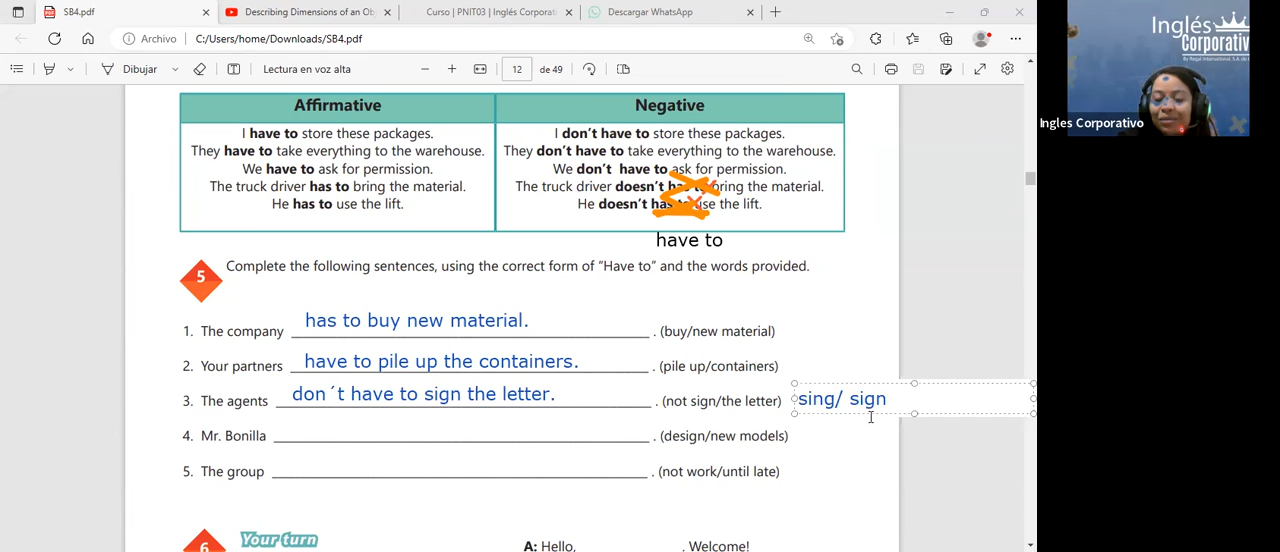 SB4.pdf
Describing Dimensions of an Ob
Curso | PNIT03 | Inglés Corporati
Descargar WhatsApp
Archivo
C:/Users/home/Downloads/SB4.pdf
Dibujar
Lectura en voz alta
12
de 49
Inglés
Corporativ
By Regal International, S.A. de
Ingles Corporativo
Affirmative
Negative
I have to store these packages.
They have to take everything to the warehouse.
We have to ask for permission.
The truck driver has to bring the material.
He has to use the lift.
I don't have to store these packages.
They don't have to take everything to the warehouse.
We don't have to ask for permission.
The truck driver doesn't has to bring the material.
He doesn't has to use the lift.
have to
5
Complete the following sentences, using the correct form of "Have to" and the words provided.
1. The company has to buy new material. . (buy/new material)
2. Your partners have to pile up the containers. . (pile up/containers)
3. The agents don´t have to sign the letter. . (not sign/the letter) sing/ sign
4. Mr. Bonilla . (design/new models)
5. The group . (not work/until late)
6
Your turn
A: Hello, . Welcome!